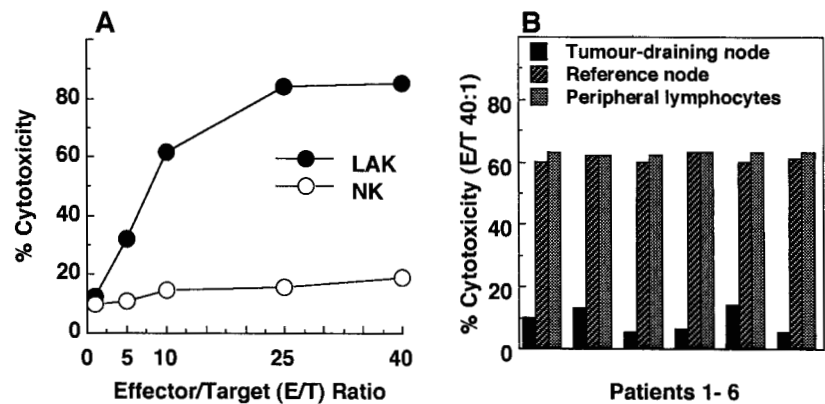 A
% Cytotoxicity
80
60
40
20
0
LAK
NK
0 5 10 25 40
Effector/Target (E/T) Ratio
B
Tumour-draining node
Reference node
Peripheral lymphocytes
% Cytotoxicity (E/T 40:1)
80
60
40
20
0
Patients 1- 6